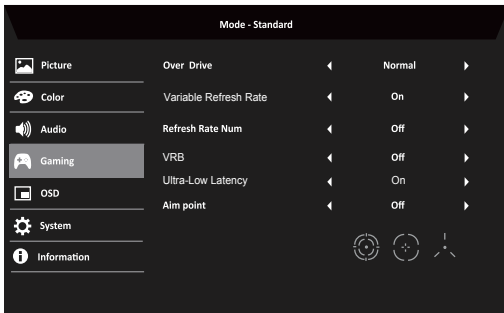 Mode - Standard
Picture
Over Drive Normal
Color
Variable Refresh Rate On
Audio
Refresh Rate Num Off
Gaming
VRB Off
Ultra-Low Latency On
OSD
Aim point Off
System
Information